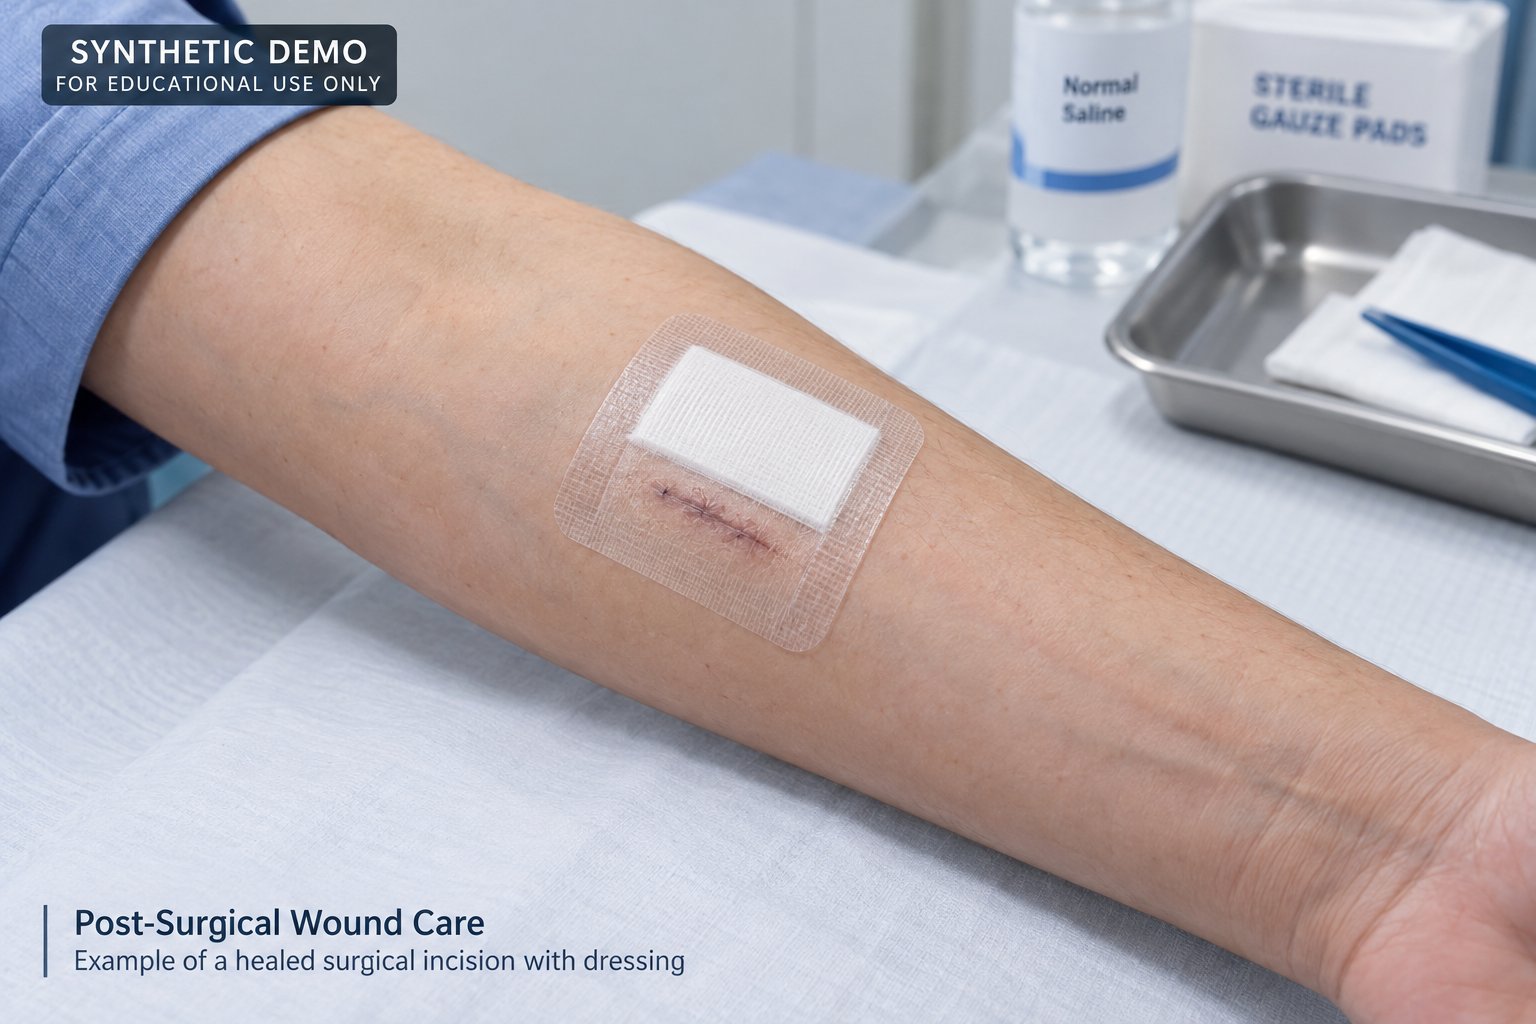 SYNTHETIC DEMO
FOR EDUCATIONAL USE ONLY
Normal
Saline
STERILE
GAUZE PADS
Post-Surgical Wound Care
Example of a healed surgical incision with dressing